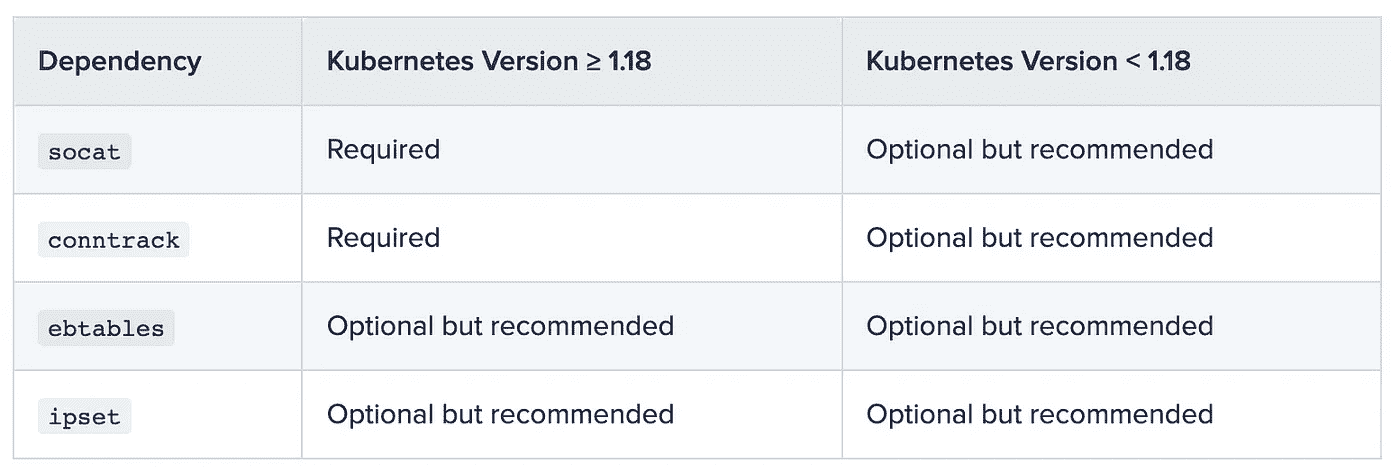 Dependency Kubernetes Version ≥ 1.18 Kubernetes Version < 1.18
socat Required Optional but recommended
conntrack Required Optional but recommended
ebtables Optional but recommended Optional but recommended
ipset Optional but recommended Optional but recommended